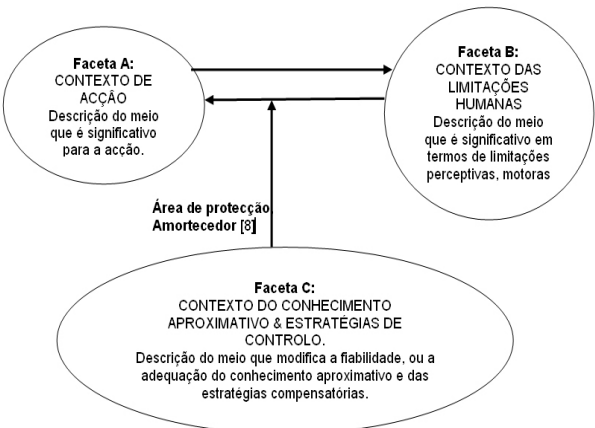 Faceta A:
CONTEXTO DE
ACÇÂO
Descrição do meio
que é significativo
para a acção.
Faceta B:
CONTEXTO DAS
LIMITAÇÕES
HUMANAS
Descrição do meio
que é significativo em
termos de limitações
perceptivas, motoras
Área de protecção
Amortecedor [8]
Faceta C:
CONTEXTO DO CONHECIMENTO
APROXIMATIVO & ESTRATÉGIAS DE
CONTROLO.
Descrição do meio que modifica a fiabilidade, ou a
adequação do conhecimento aproximativo e das
estratégias compensatórias.